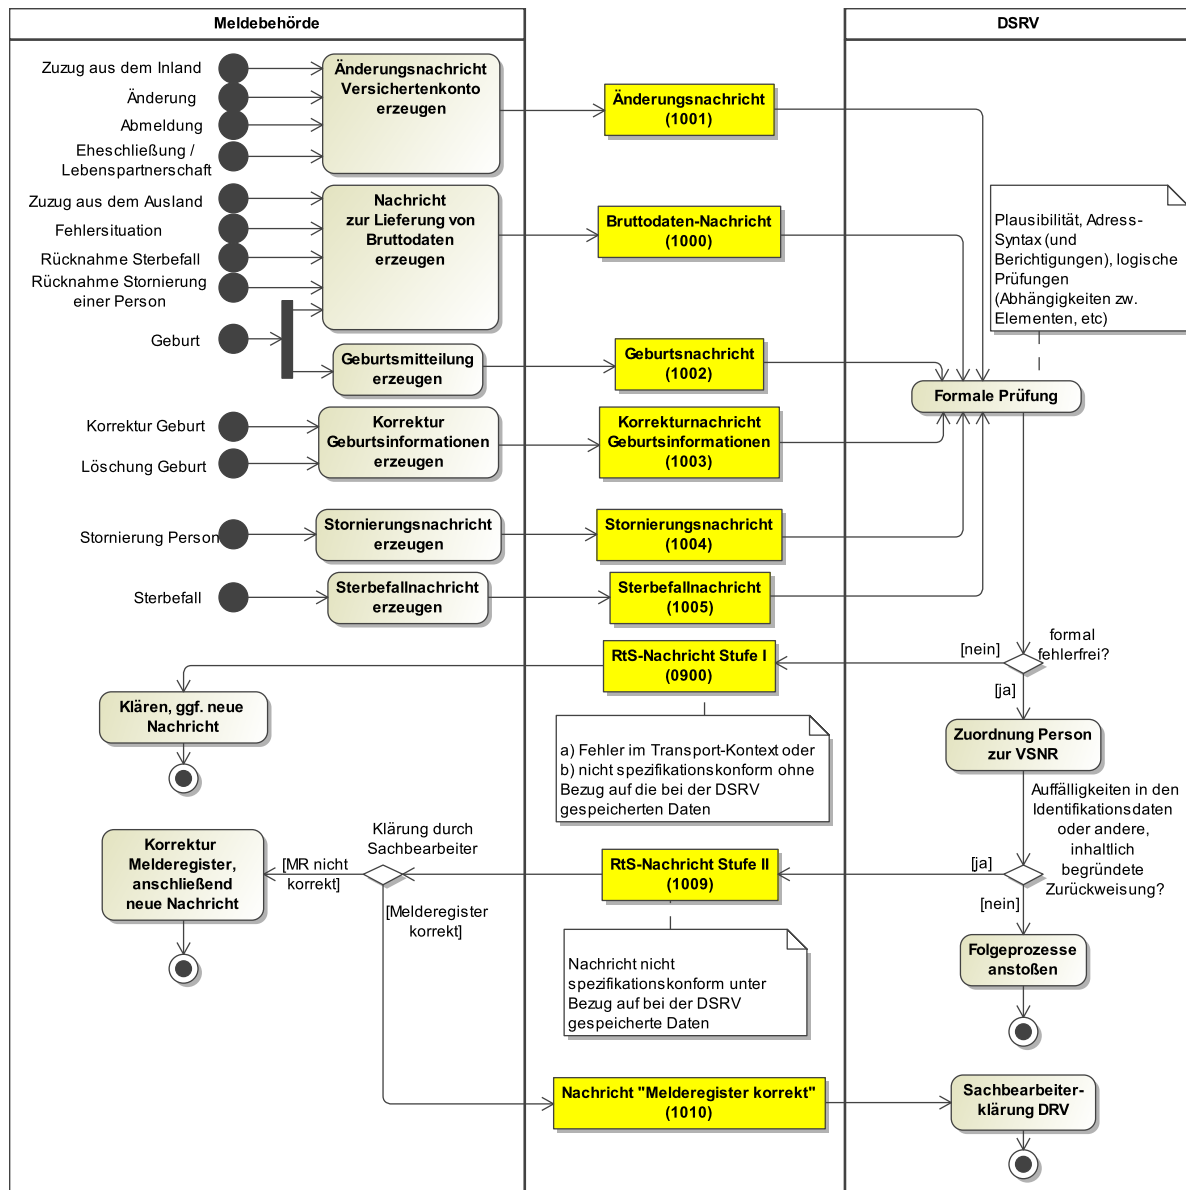 Meldebehörde
DSRV
Zuzug aus dem Inland
Änderung
Abmeldung
Eheschließung /
Lebenspartnerschaft
Änderungsnachricht
Versichertenkonto
erzeugen
Änderungsnachricht
(1001)
Zuzug aus dem Ausland
Fehlersituation
Rücknahme Sterbefall
Rücknahme Stornierung
einer Person
Geburt
Nachricht
zur Lieferung von
Bruttodaten
erzeugen
Bruttodaten-Nachricht
(1000)
Plausibilität, Adress-
Syntax (und
Berichtigungen), logische
Prüfungen
(Abhängigkeiten zw.
Elementen, etc)
Geburtsmitteilung
erzeugen
Geburtsnachricht
(1002)
Formale Prüfung
Korrektur Geburt
Löschung Geburt
Korrektur
Geburtsinformationen
erzeugen
Korrekturnachricht
Geburtsinformationen
(1003)
Stornierung Person
Stornierungsnachricht
erzeugen
Stornierungsnachricht
(1004)
Sterbefall
Sterbefallnachricht
erzeugen
Sterbefallnachricht
(1005)
formal
fehlerfrei?
[nein]
[ja]
RtS-Nachricht Stufe I
(0900)
Klären, ggf. neue
Nachricht
a) Fehler im Transport-Kontext oder
b) nicht spezifikationskonform ohne
Bezug auf die bei der DSRV
gespeicherten Daten
Zuordnung Person
zur VSNR
Auffälligkeiten in den
Identifikationsdaten
oder andere,
inhaltlich
begründete
Zurückweisung?
[ja]
[nein]
RtS-Nachricht Stufe II
(1009)
Klärung durch
Sachbearbeiter
[MR nicht
korrekt]
[Melderegister
korrekt]
Korrektur
Melderegister,
anschließend
neue Nachricht
Nachricht nicht
spezifikationskonform unter
Bezug auf bei der DSRV
gespeicherte Daten
Folgeprozesse
anstoßen
Nachricht "Melderegister korrekt"
(1010)
Sachbearbeiter-
klärung DRV